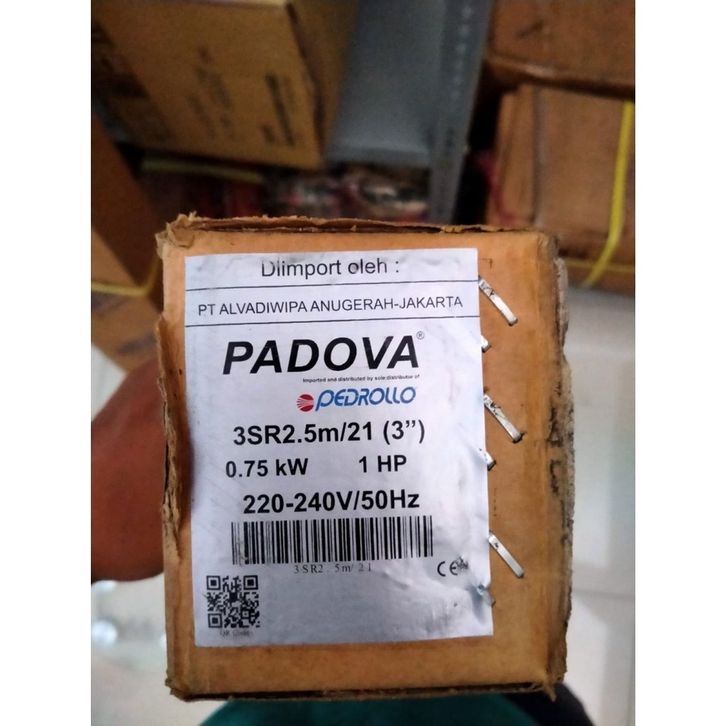 Diimport oleh :
PT ALVADIWIPA ANUGERAH-JAKARTA
PADOVA®
Imported and distributed by sole distributor of
PEDROLLO
3SR2.5m/21 (3")
0.75 kW 1 HP
220-240V/50Hz
3SR2.5m/21
CE